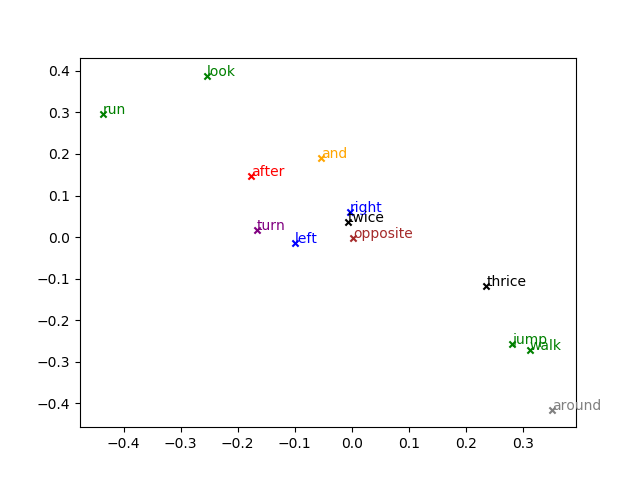 0.4
look
run
0.3
0.2
and
after
0.1
right
twice
turn
left
opposite
0.0
−0.1
thrice
−0.2
jump
walk
−0.3
−0.4
around
−0.4
−0.3
−0.2
−0.1
0.0
0.1
0.2
0.3